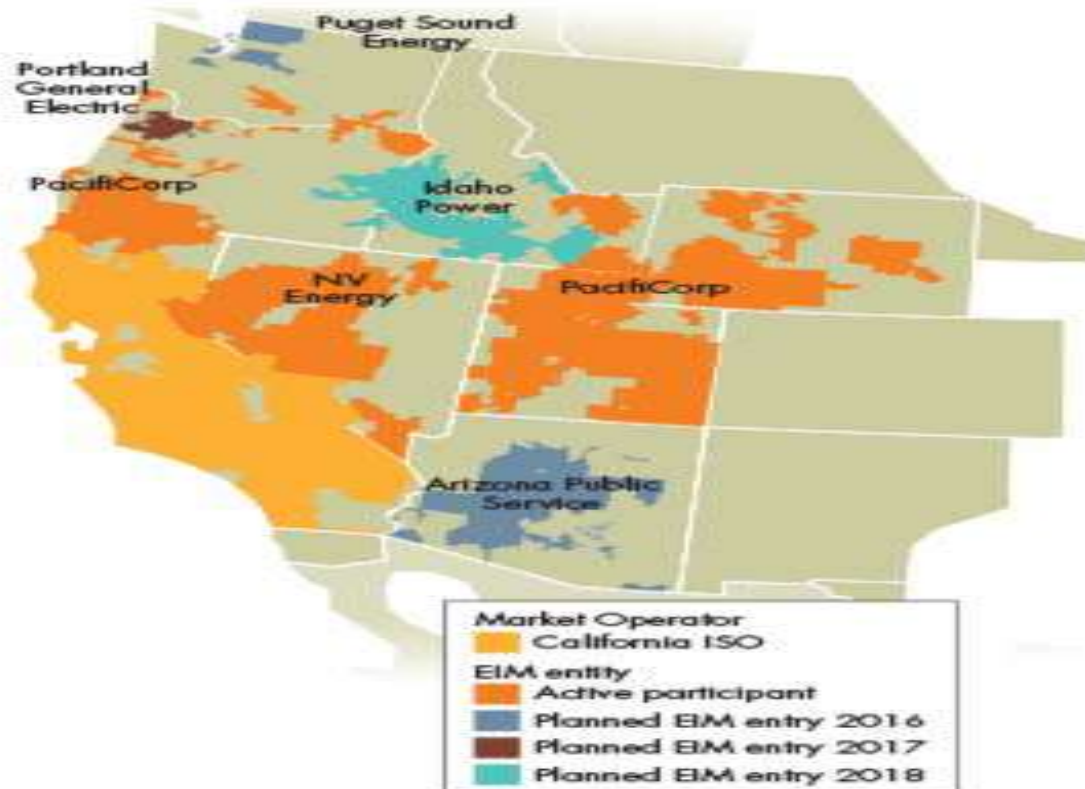 Puget Sound
Energy
Portland
General
Electric
PacifiCorp
Idaho
Power
NV
Energy
PacifiCorp
Arizona Public
Service
Market Operator
California ISO
EIM entity
Active participant
Planned EIM entry 2016
Planned EIM entry 2017
Planned EIM entry 2018